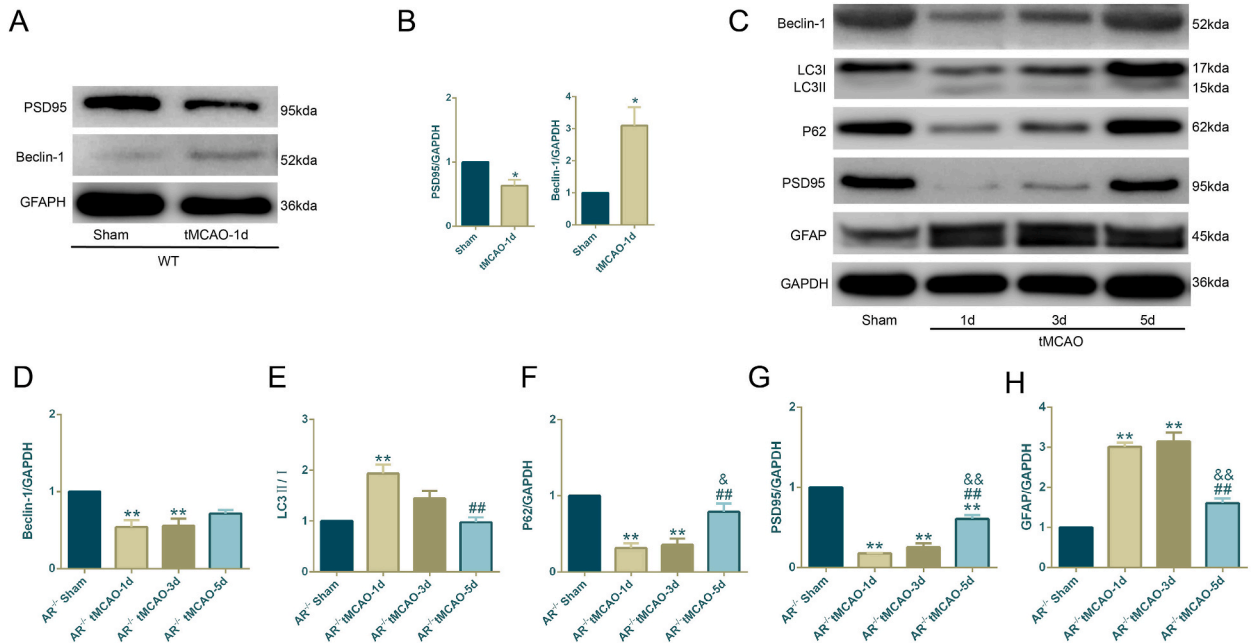 A
PSD95
95kda
Beclin-1
52kda
GFAPH
36kda
Sham
tMCAO-1d
WT
B
PSD95/GAPDH
2
1
0
*
Sham
tMCAO-1d
Beclin-1/GAPDH
4
3
2
1
0
*
Sham
tMCAO-1d
C
Beclin-1
52kda
LC3I
17kda
LC3II
15kda
P62
62kda
PSD95
95kda
GFAP
45kda
GAPDH
36kda
Sham
1d
3d
5d
tMCAO
D
Beclin-1/GAPDH
2
1
0
**
**
AR-/- Sham
AR-/- tMCAO-1d
AR-/- tMCAO-3d
AR-/- tMCAO-5d
E
LC3 II / I
3
2
1
0
**
##
AR-/- Sham
AR-/- tMCAO-1d
AR-/- tMCAO-3d
AR-/- tMCAO-5d
F
P62/GAPDH
2
1
0
**
**
&
##
AR-/- Sham
AR-/- tMCAO-1d
AR-/- tMCAO-3d
AR-/- tMCAO-5d
G
PSD95/GAPDH
2
1
0
**
**
&&
##
**
AR-/- Sham
AR-/- tMCAO-1d
AR-/- tMCAO-3d
AR-/- tMCAO-5d
H
GFAP/GAPDH
4
3
2
1
0
**
**
&&
##
AR-/- Sham
AR-/- tMCAO-1d
AR-/- tMCAO-3d
AR-/- tMCAO-5d